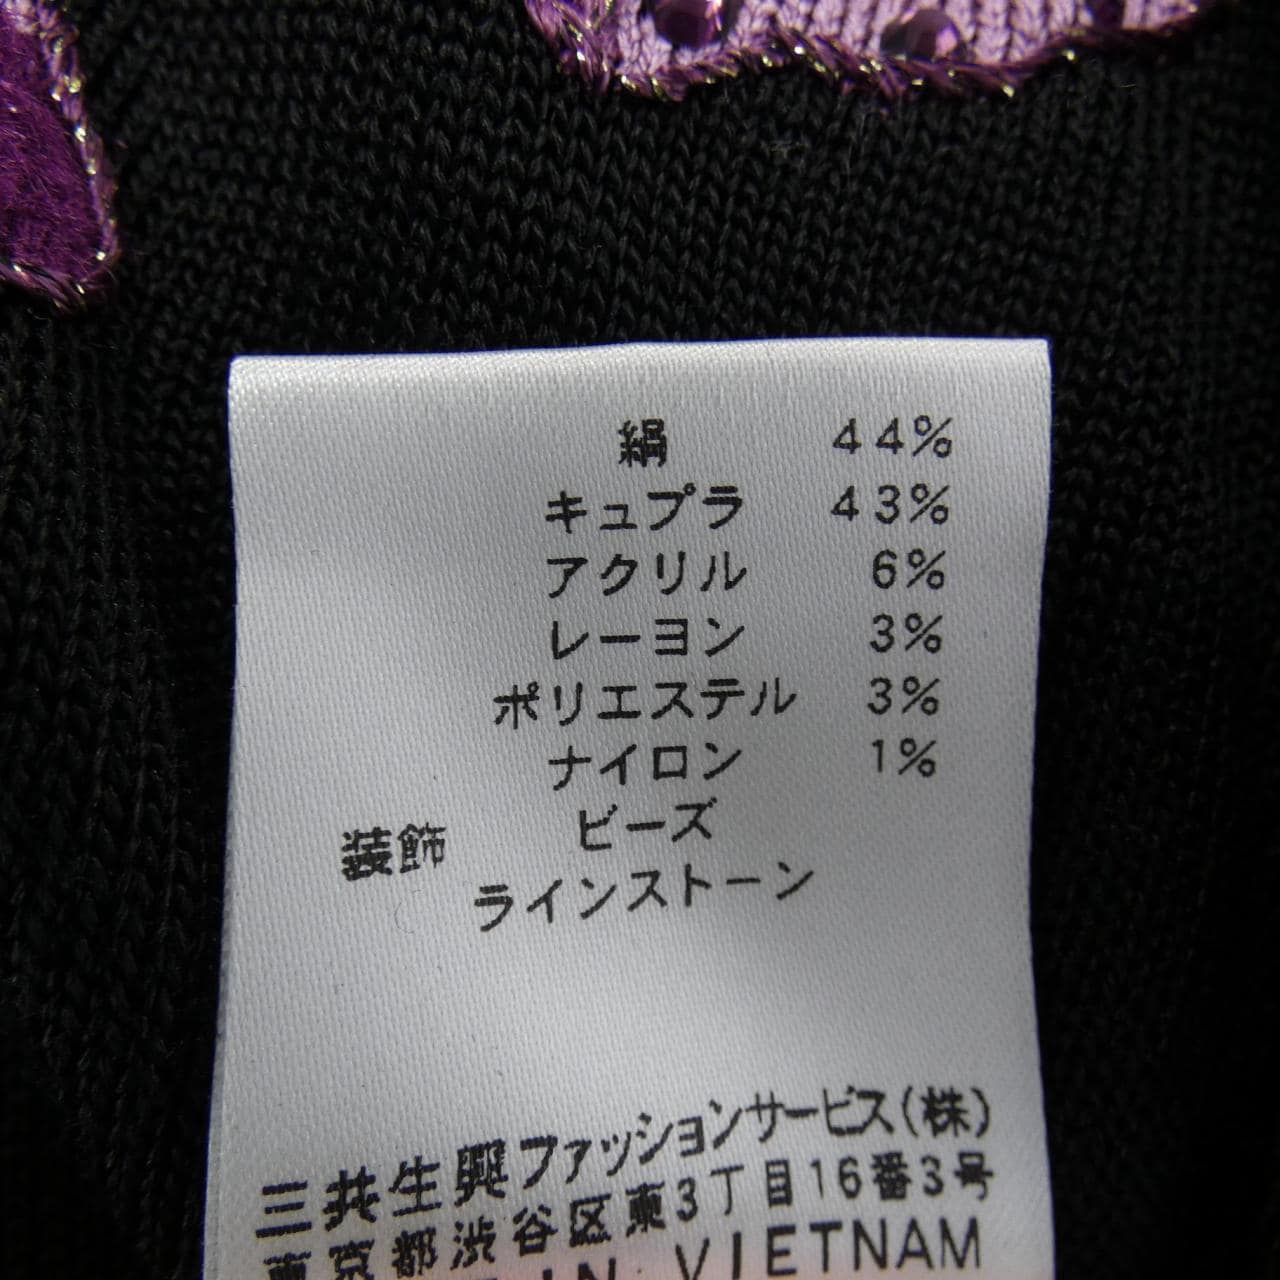 絹 44%
キュプラ 43%
アクリル 6%
レーヨン 3%
ポリエステル 3%
ナイロン 1%
装飾 ビーズ
ラインストーン
三共生興ファッションサービス(株)
東京都渋谷区東3丁目16番3号
IN VIETNAM